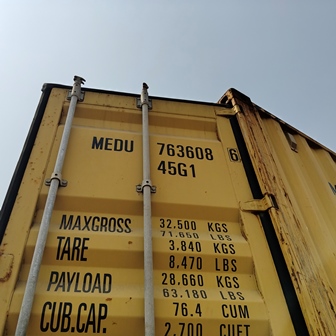 MEDU 763608 6
45G1
MAXGROSS 32.500 KGS
71.650 LBS
TARE 3.840 KGS
8.470 LBS
PAYLOAD 28.660 KGS
63.180 LBS
CUB.CAP. 76.4 CUM
2.700 CUFT